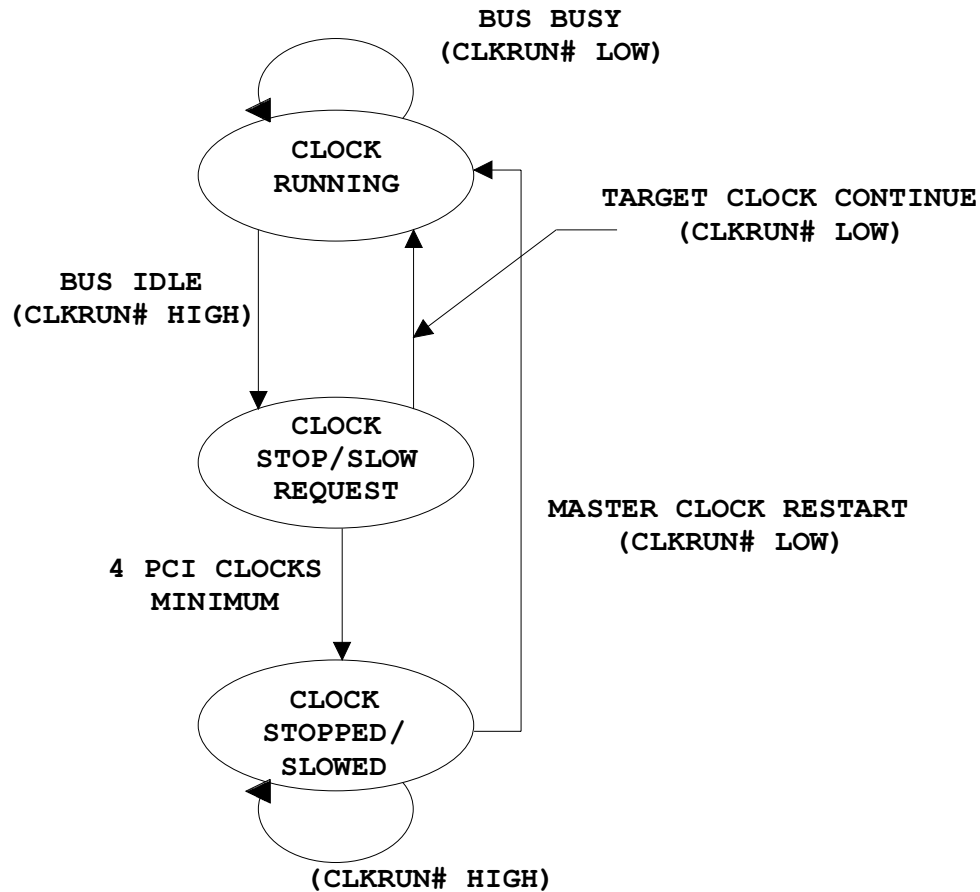 BUS BUSY
(CLKRUN# LOW)
CLOCK
RUNNING
TARGET CLOCK CONTINUE
(CLKRUN# LOW)
BUS IDLE
(CLKRUN# HIGH)
CLOCK
STOP/SLOW
REQUEST
MASTER CLOCK RESTART
(CLKRUN# LOW)
4 PCI CLOCKS
MINIMUM
CLOCK
STOPPED/
SLOWED
(CLKRUN# HIGH)